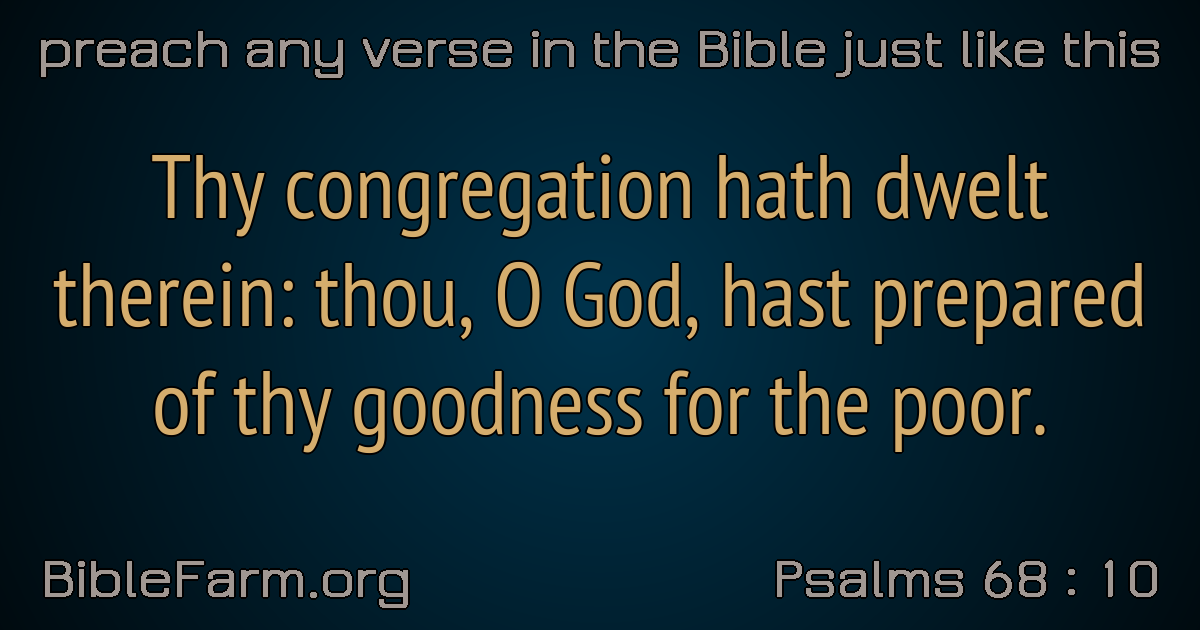 preach any verse in the Bible just like this
Thy congregation hath dwelt
therein: thou, O God, hast prepared
of thy goodness for the poor.
BibleFarm.org
Psalms 68 : 10